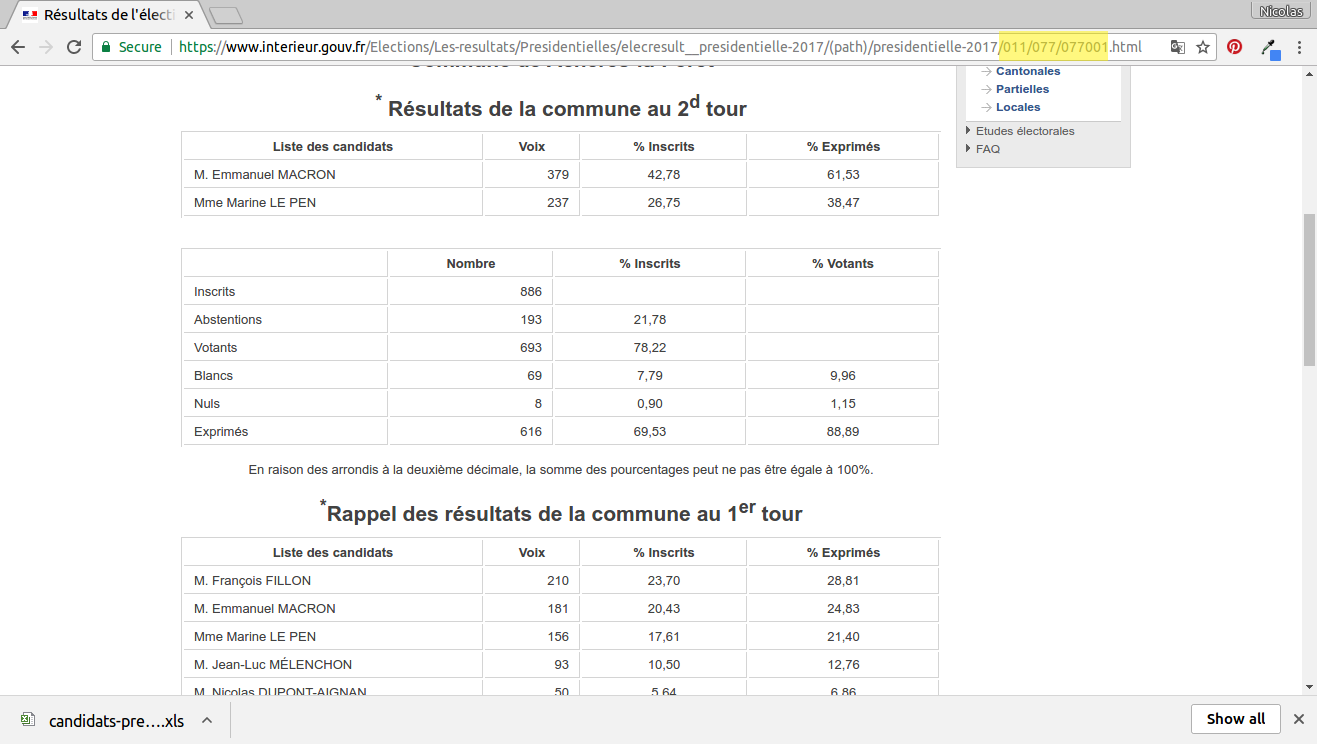 Résultats de l'électi
Nicolas
Secure https://www.interieur.gouv.fr/Elections/Les-resultats/Presidentielles/elecresult__presidentielle-2017/(path)/presidentielle-2017/011/077/077001.html
* Résultats de la commune au 2d tour
Liste des candidats Voix % Inscrits % Exprimés
M. Emmanuel MACRON 379 42,78 61,53
Mme Marine LE PEN 237 26,75 38,47
Nombre % Inscrits % Votants
Inscrits 886
Abstentions 193 21,78
Votants 693 78,22
Blancs 69 7,79 9,96
Nuls 8 0,90 1,15
Exprimés 616 69,53 88,89
En raison des arrondis à la deuxième décimale, la somme des pourcentages peut ne pas être égale à 100%.
*Rappel des résultats de la commune au 1er tour
Liste des candidats Voix % Inscrits % Exprimés
M. François FILLON 210 23,70 28,81
M. Emmanuel MACRON 181 20,43 24,83
Mme Marine LE PEN 156 17,61 21,40
M. Jean-Luc MÉLENCHON 93 10,50 12,76
M. Nicolas DUPONT-AIGNAN 50 5,64 6,86
Cantonales
Partielles
Locales
Etudes électorales
FAQ
candidats-pre....xls
Show all